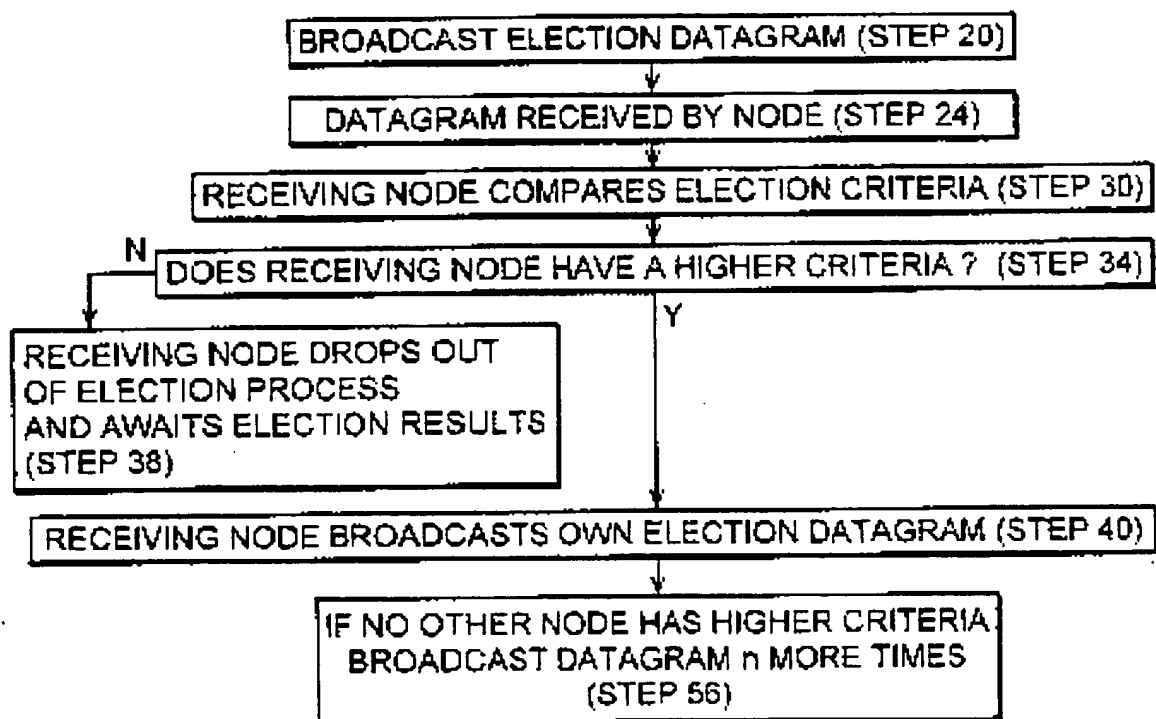 BROADCAST ELECTION DATAGRAM (STEP 20)
DATAGRAM RECEIVED BY NODE (STEP 24)
RECEIVING NODE COMPARES ELECTION CRITERIA (STEP 30)
N
DOES RECEIVING NODE HAVE A HIGHER CRITERIA ? (STEP 34)
Y
RECEIVING NODE DROPS OUT
OF ELECTION PROCESS
AND AWAITS ELECTION RESULTS
(STEP 38)
RECEIVING NODE BROADCASTS OWN ELECTION DATAGRAM (STEP 40)
IF NO OTHER NODE HAS HIGHER CRITERIA
BROADCAST DATAGRAM n MORE TIMES
(STEP 56)